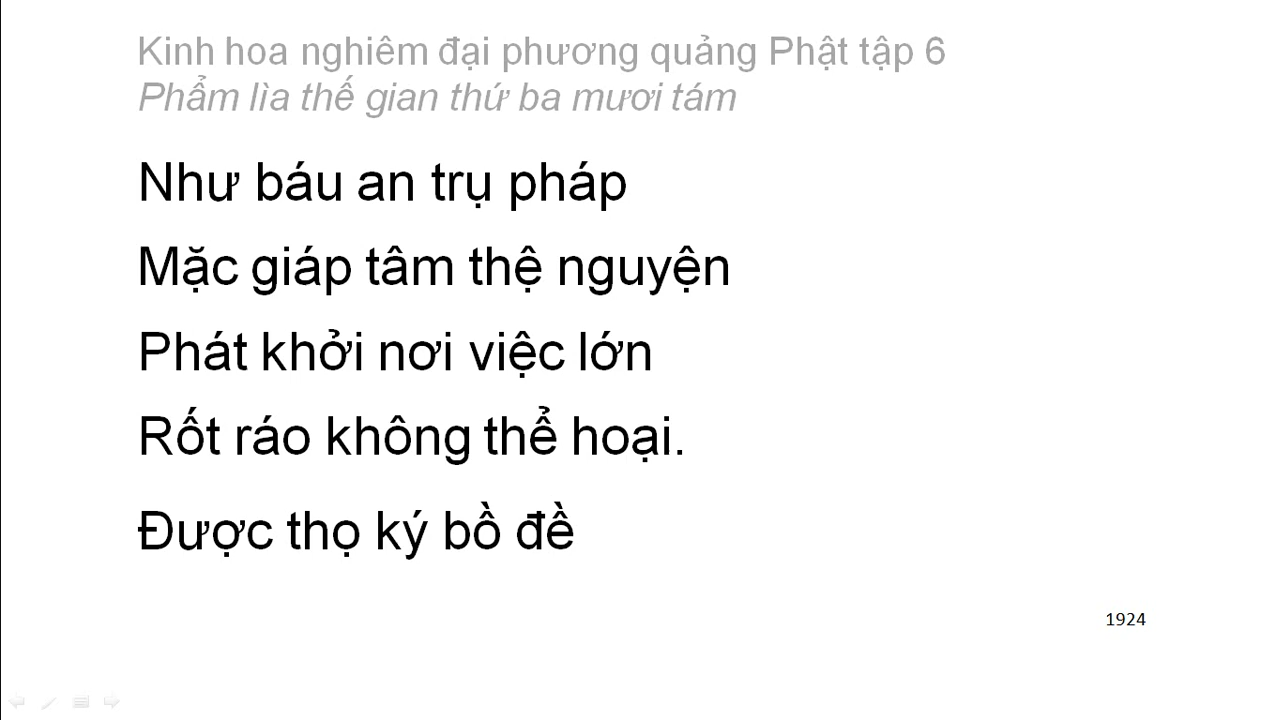 Kinh hoa nghiêm đại phương quảng Phật tập 6
Phẩm lìa thế gian thứ ba mươi tám
Như báu an trụ pháp
Mặc giáp tâm thệ nguyện
Phát khởi nơi việc lớn
Rốt ráo không thể hoại.
Được thọ ký bồ đề
1924